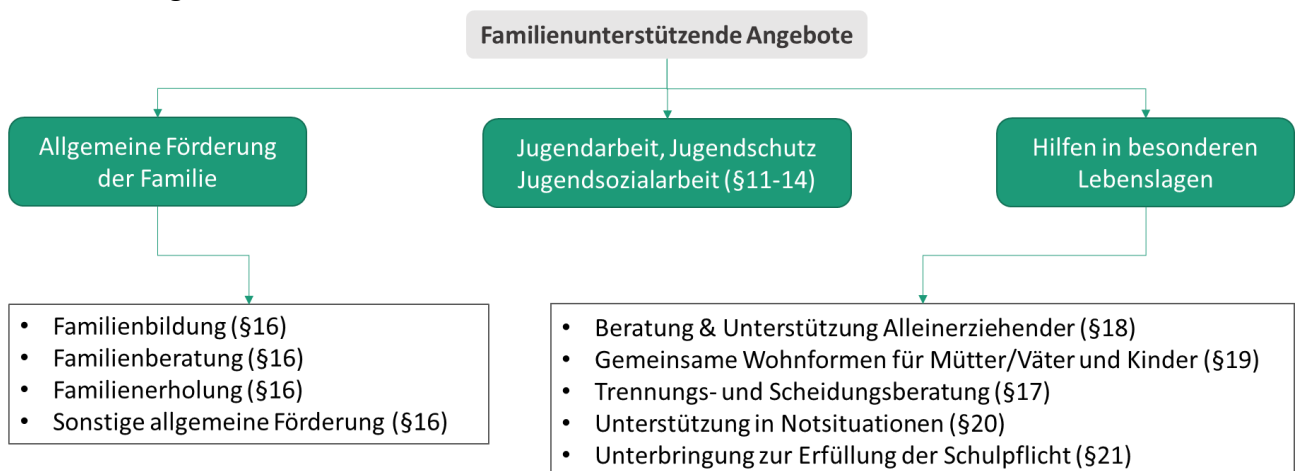 Familienunterstützende Angebote
Allgemeine Förderung
der Familie
Jugendarbeit, Jugendschutz
Jugendsozialarbeit (§11-14)
Hilfen in besonderen
Lebenslagen
• Familienbildung (§16)
• Familienberatung (§16)
• Familienerholung (§16)
• Sonstige allgemeine Förderung (§16)
• Beratung & Unterstützung Alleinerziehender (§18)
• Gemeinsame Wohnformen für Mütter/Väter und Kinder (§19)
• Trennungs- und Scheidungsberatung (§17)
• Unterstützung in Notsituationen (§20)
• Unterbringung zur Erfüllung der Schulpflicht (§21)